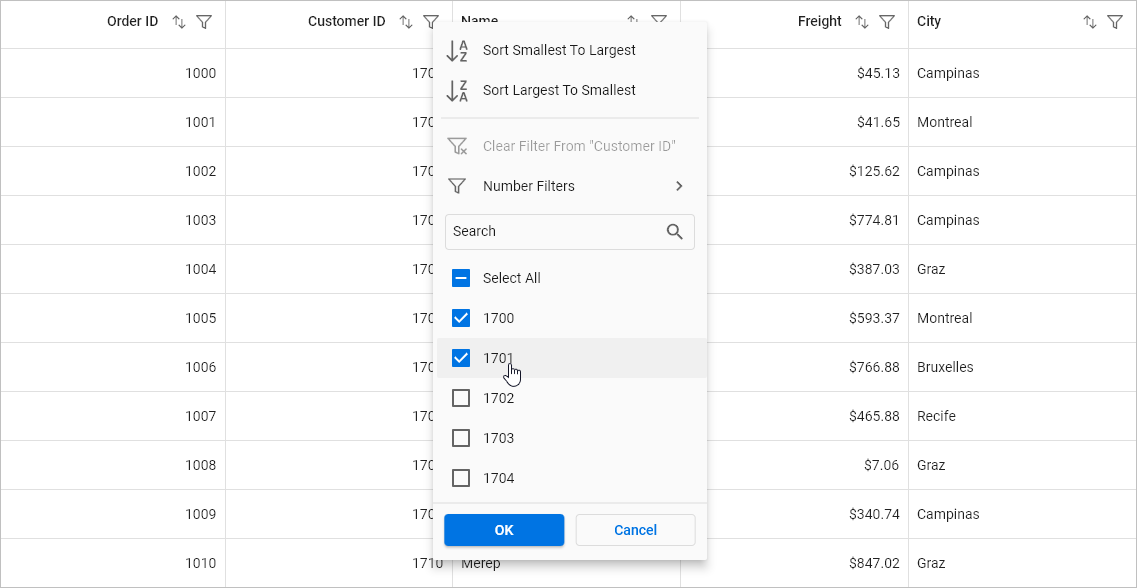 Order ID Customer ID Name Freight City
Sort Smallest To Largest
Sort Largest To Smallest
1000 170 $45.13 Campinas
1001 170 $41.65 Montreal
Clear Filter From "Customer ID"
1002 170 $125.62 Campinas
Number Filters
1003 170 $774.81 Campinas
Search
1004 170 $387.03 Graz
Select All
1005 170 $593.37 Montreal
1700
1701
1006 170 $766.88 Bruxelles
1702
1007 170 $465.88 Recife
1703
1008 170 $7.06 Graz
1704
1009 170 $340.74 Campinas
OK Cancel
1010 1710 Merep $847.02 Graz